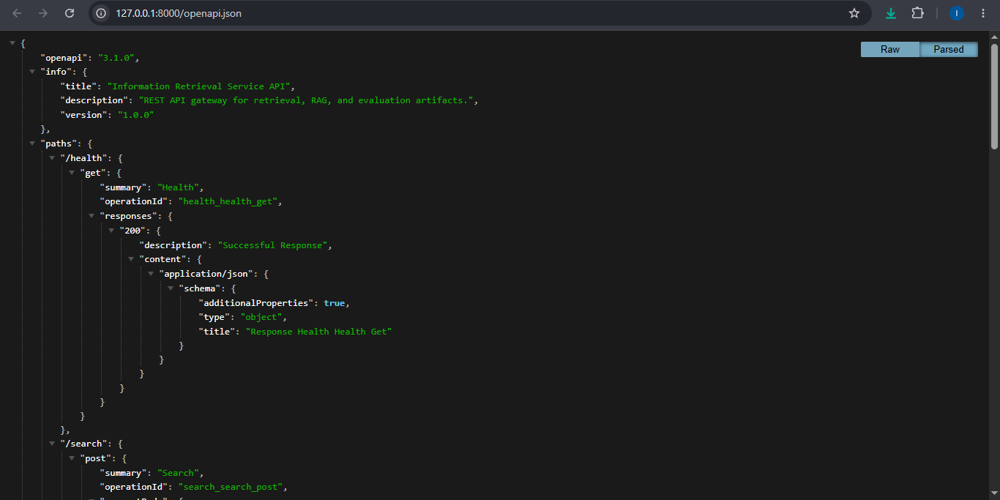 127.0.0.1:8000/openapi.json
I
Raw
Parsed
{
"openapi": "3.1.0",
"info": {
"title": "Information Retrieval Service API",
"description": "REST API gateway for retrieval, RAG, and evaluation artifacts.",
"version": "1.0.0"
},
"paths": {
"/health": {
"get": {
"summary": "Health",
"operationId": "health_health_get",
"responses": {
"200": {
"description": "Successful Response",
"content": {
"application/json": {
"schema": {
"additionalProperties": true,
"type": "object",
"title": "Response Health Health Get"
}
}
}
}
}
}
},
"/search": {
"post": {
"summary": "Search",
"operationId": "search_search_post",